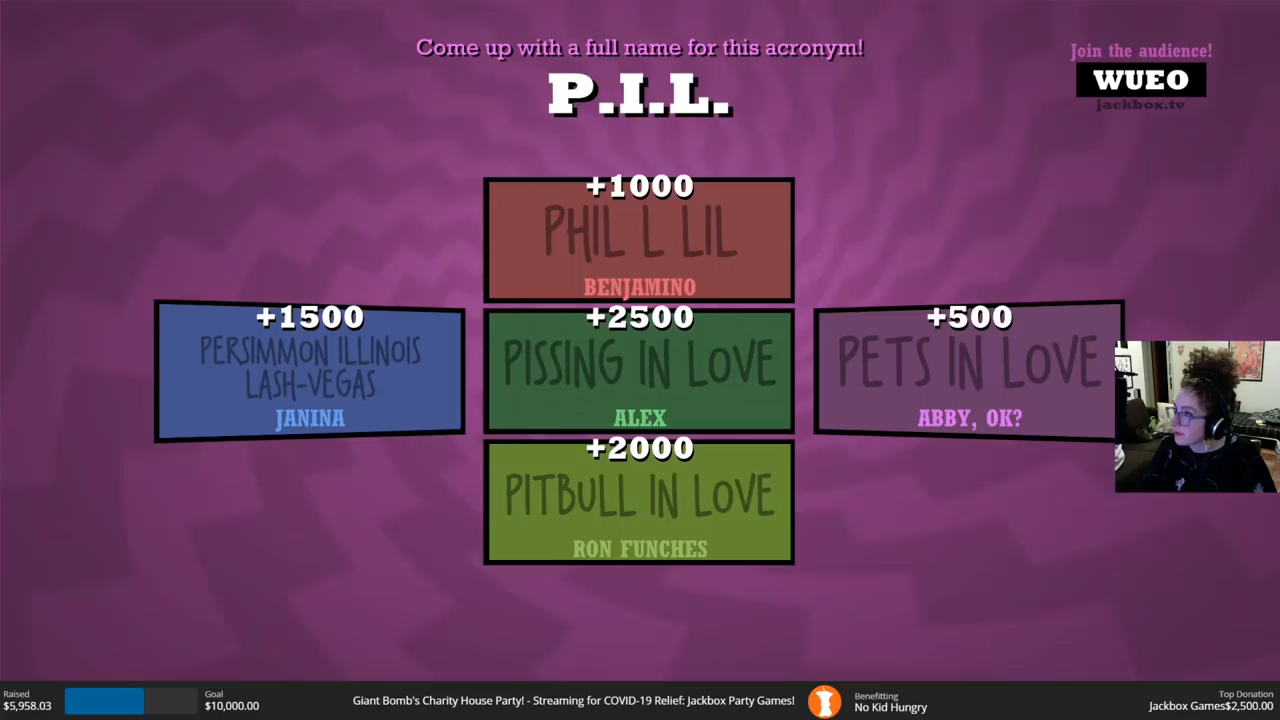 Come up with a full name for this acronym!
P.I.L.
Join the audience!
WUEO
jackbox.tv
+1000
PHIL L LIL
BENJAMINO
+1500
PERSIMMON ILLINOIS
LASH-VEGAS
JANINA
+2500
PISSING IN LOVE
ALEX
+500
PETS IN LOVE
ABBY, OK?
+2000
PITBULL IN LOVE
RON FUNCHES
Raised
$5,958.03
Goal
$10,000.00
Giant Bomb's Charity House Party! - Streaming for COVID-19 Relief: Jackbox Party Games!
Benefitting
No Kid Hungry
Top Donation
Jackbox Games$2,500.00